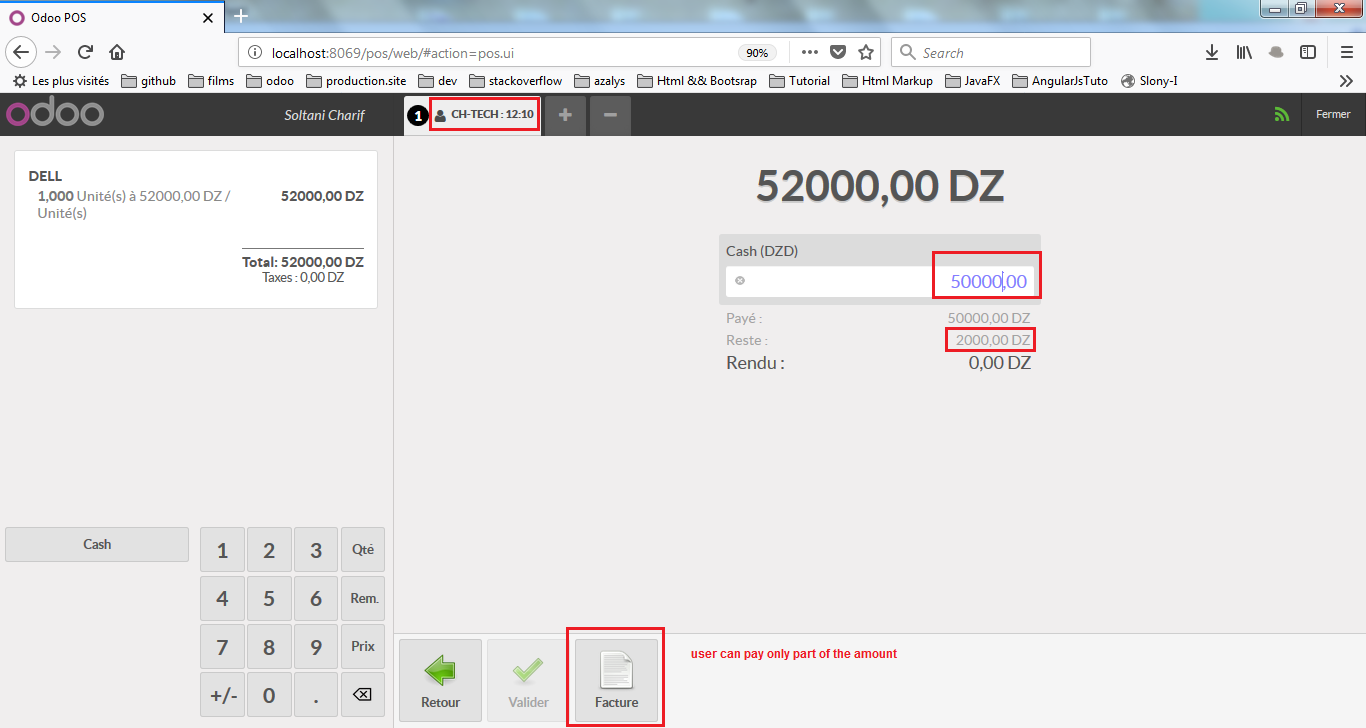 Odoo POS
localhost:8069/pos/web/#action=pos.ui
90%
Search
Les plus visités
github
films
odoo
production.site
dev
stackoverflow
azalys
Html && Bootsrap
Tutorial
Html Markup
JavaFX
AngularJsTuto
Slony-I
odoo
Soltani Charif
1
CH-TECH : 12:10
+
−
Fermer
DELL
1,000 Unité(s) à 52000,00 DZ /
Unité(s)
52000,00 DZ
Total: 52000,00 DZ
Taxes : 0,00 DZ
52000,00 DZ
Cash (DZD)
50000,00
Payé :
50000,00 DZ
Reste :
2000,00 DZ
Rendu :
0,00 DZ
Cash
1 2 3 Qté
4 5 6 Rem.
7 8 9 Prix
+/- 0 .
Retour
Valider
Facture
user can pay only part of the amount